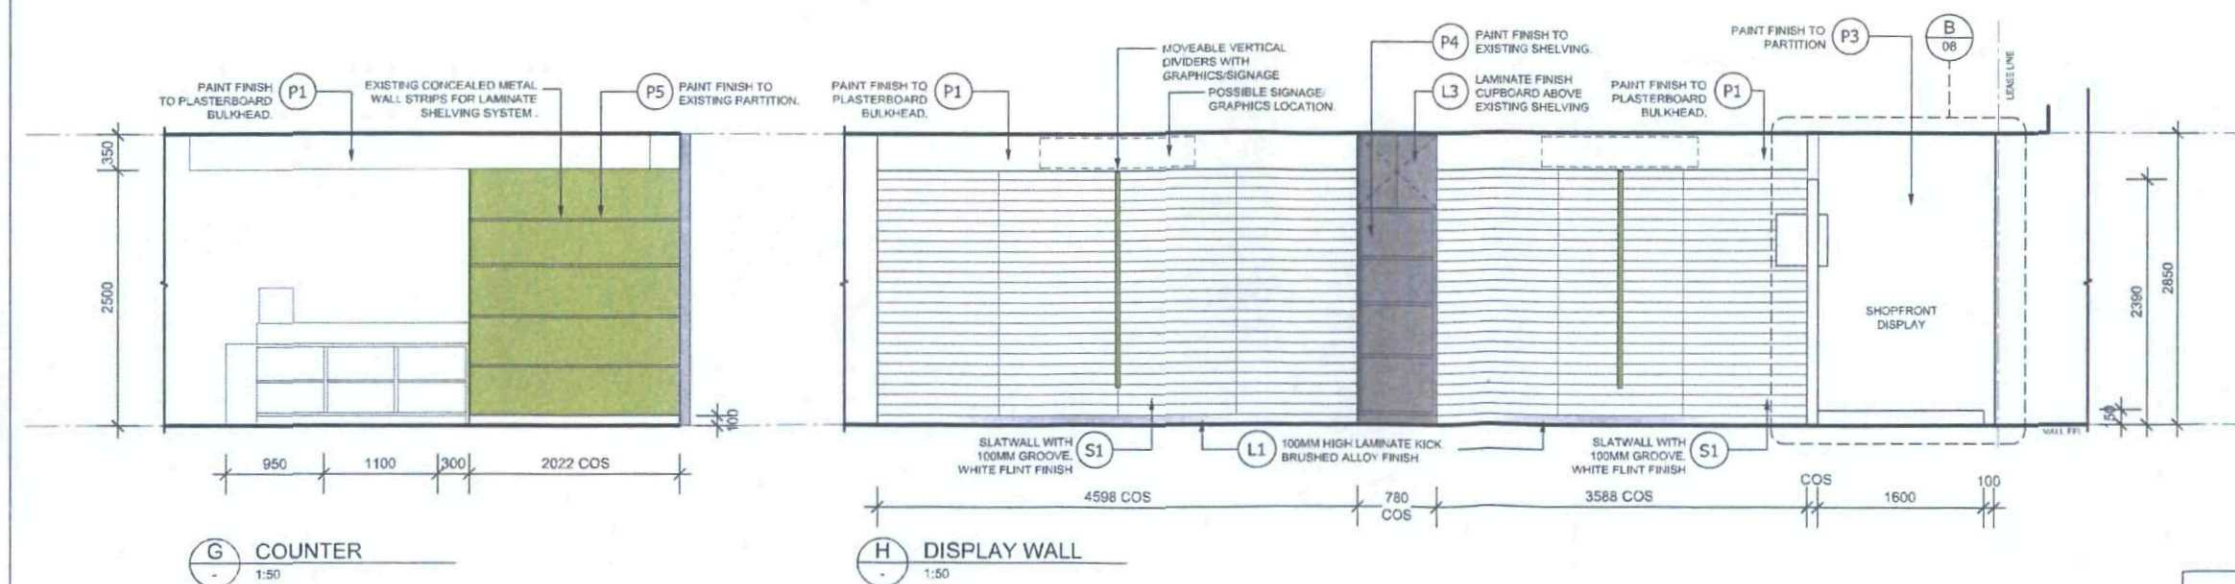 PAINT FINISH
TO PLASTERBOARD
BULKHEAD.
P1
EXISTING CONCEALED METAL
WALL STRIPS FOR LAMINATE
SHELVING SYSTEM .
P5
PAINT FINISH TO
EXISTING PARTITION.
350
2500
100
950
1100
300
2022 COS
G
-
COUNTER
1:50
PAINT FINISH TO
PLASTERBOARD
BULKHEAD.
P1
MOVEABLE VERTICAL
DIVIDERS WITH
GRAPHICS/SIGNAGE
POSSIBLE SIGNAGE/
GRAPHICS LOCATION.
P4
PAINT FINISH TO
EXISTING SHELVING.
L3
LAMINATE FINISH
CUPBOARD ABOVE
EXISTING SHELVING
PAINT FINISH TO
PLASTERBOARD
BULKHEAD.
P1
PAINT FINISH TO
PARTITION
P3
B
08
LEASE LINE
SHOPFRONT
DISPLAY
150
2390
2850
MALL FFL
SLATWALL WITH
100MM GROOVE.
WHITE FLINT FINISH
S1
L1
100MM HIGH LAMINATE KICK
BRUSHED ALLOY FINISH
SLATWALL WITH
100MM GROOVE.
WHITE FLINT FINISH
S1
4598 COS
780
COS
3588 COS
COS
1600
100
H
-
DISPLAY WALL
1:50